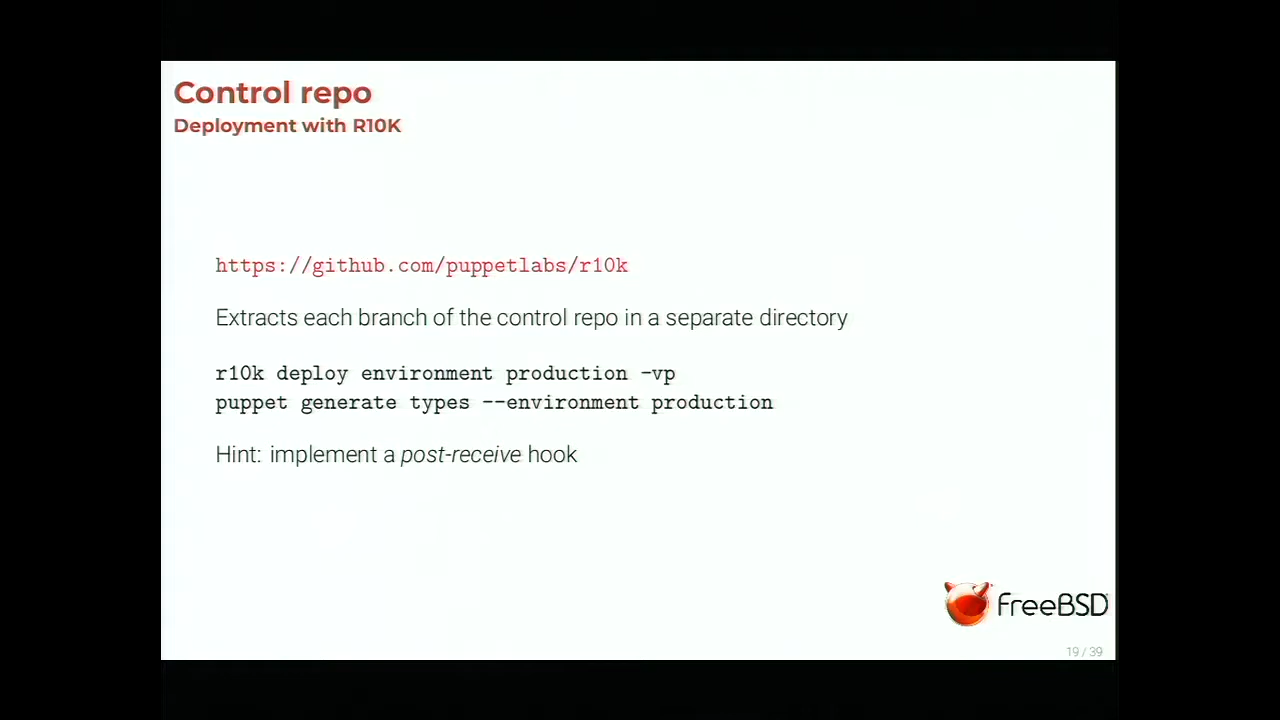 Control repo
Deployment with R10K
https://github.com/puppetlabs/r10k
Extracts each branch of the control repo in a separate directory
r10k deploy environment production -vp
puppet generate types --environment production
Hint: implement a post-receive hook
FreeBSD
19 / 39